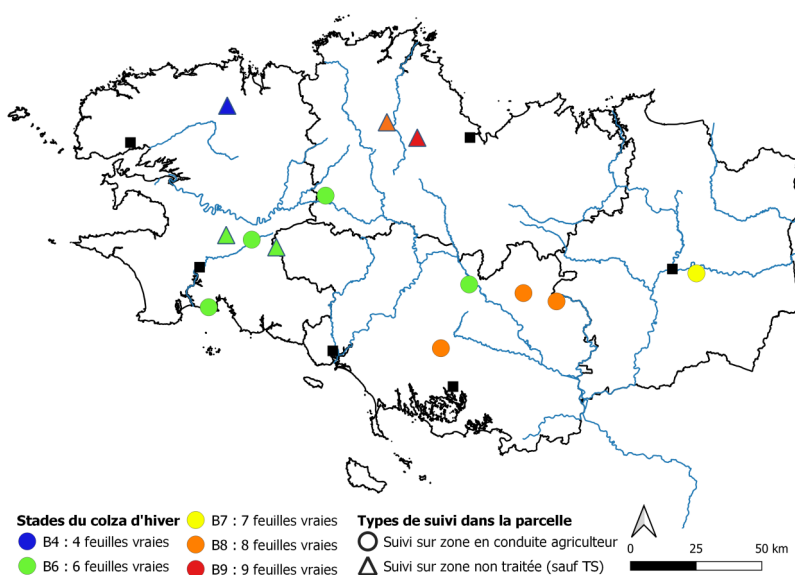 Stades du colza d'hiver
B4 : 4 feuilles vraies
B6 : 6 feuilles vraies
B7 : 7 feuilles vraies
B8 : 8 feuilles vraies
B9 : 9 feuilles vraies
Types de suivi dans la parcelle
Suivi sur zone en conduite agriculteur
Suivi sur zone non traitée (sauf TS)
0 25 50 km